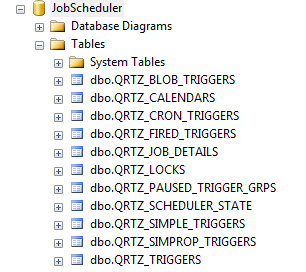 JobScheduler
Database Diagrams
Tables
System Tables
dbo.QRTZ_BLOB_TRIGGERS
dbo.QRTZ_CALENDARS
dbo.QRTZ_CRON_TRIGGERS
dbo.QRTZ_FIRED_TRIGGERS
dbo.QRTZ_JOB_DETAILS
dbo.QRTZ_LOCKS
dbo.QRTZ_PAUSED_TRIGGER_GRPS
dbo.QRTZ_SCHEDULER_STATE
dbo.QRTZ_SIMPLE_TRIGGERS
dbo.QRTZ_SIMPROP_TRIGGERS
dbo.QRTZ_TRIGGERS